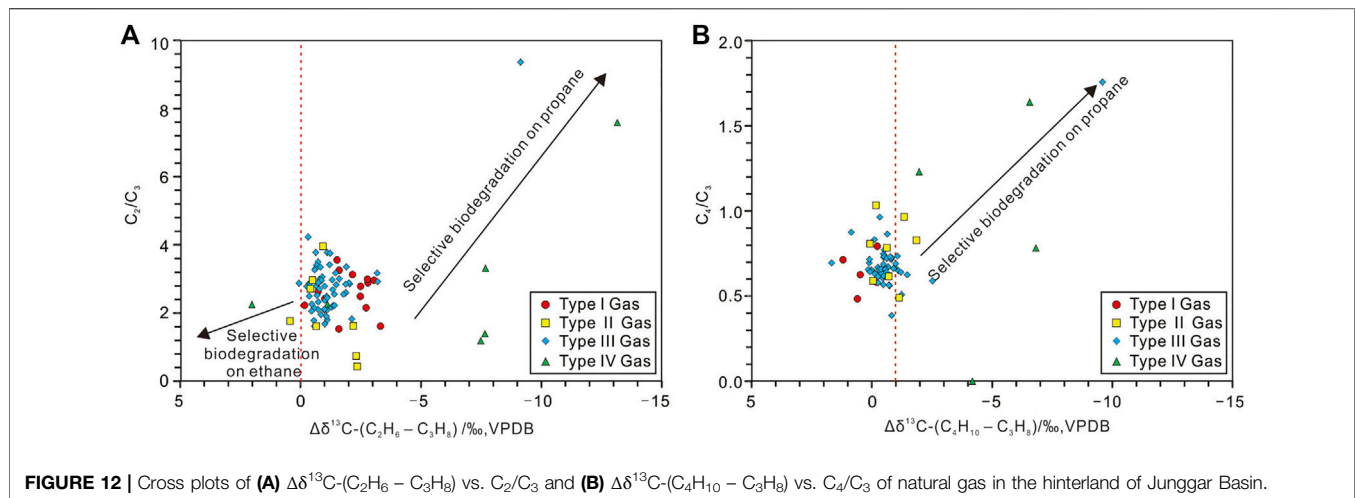 A
10
8
6
4
2
0
C₂/C₃
5
0
−5
−10
−15
Δδ¹³C-(C₂H₆ – C₃H₈) /‰,VPDB
Selective biodegradation on propane
Selective
biodegradation
on ethane
Type I Gas
Type II Gas
Type III Gas
Type IV Gas
B
2.0
1.5
1.0
0.5
0.0
C₄/C₃
5
0
−5
−10
−15
Δδ¹³C-(C₄H₁₀ – C₃H₈)/‰,VPDB
Selective biodegradation on propane
Type I Gas
Type II Gas
Type III Gas
Type IV Gas
FIGURE 12 | Cross plots of (A) Δδ¹³C-(C₂H₆ – C₃H₈) vs. C₂/C₃ and (B) Δδ¹³C-(C₄H₁₀ – C₃H₈) vs. C₄/C₃ of natural gas in the hinterland of Junggar Basin.